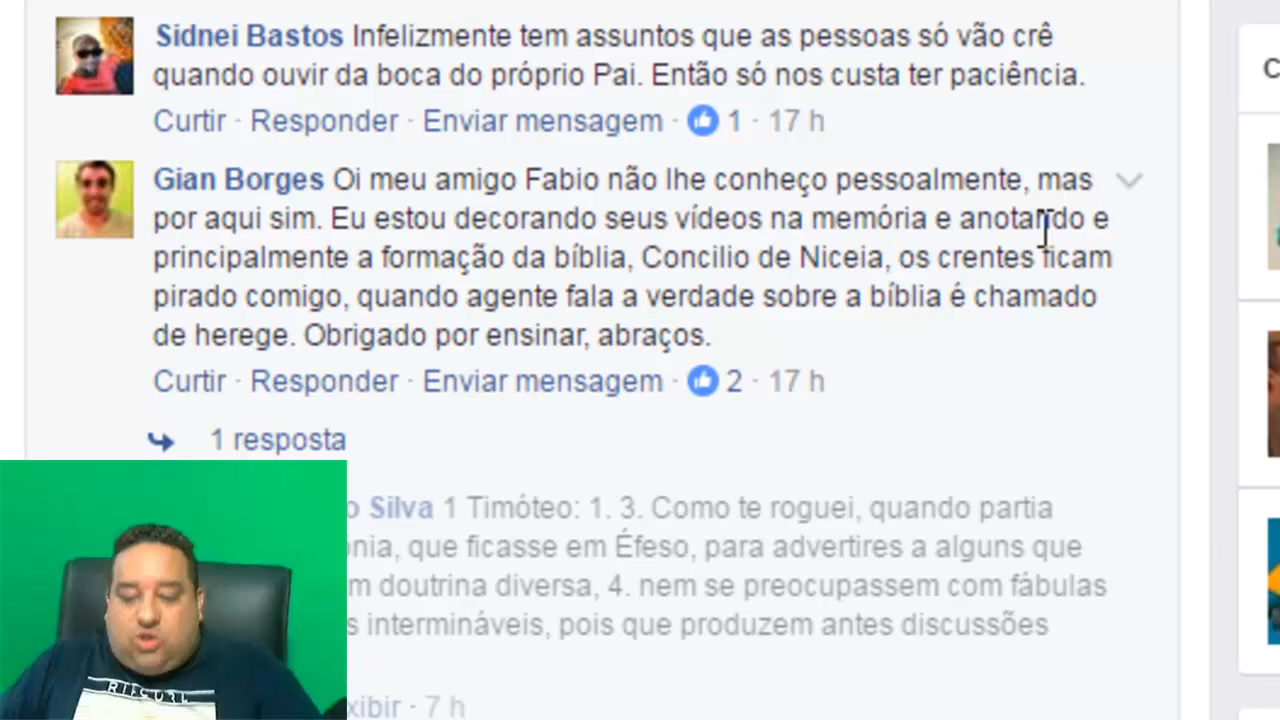 Sidnei Bastos Infelizmente tem assuntos que as pessoas só vão crê
quando ouvir da boca do próprio Pai. Então só nos custa ter paciência.
Curtir · Responder · Enviar mensagem · 1 · 17 h
Gian Borges Oi meu amigo Fabio não lhe conheço pessoalmente, mas
por aqui sim. Eu estou decorando seus vídeos na memória e anotando e
principalmente a formação da bíblia, Concilio de Niceia, os crentes ficam
pirado comigo, quando agente fala a verdade sobre a bíblia é chamado
de herege. Obrigado por ensinar, abraços.
Curtir · Responder · Enviar mensagem · 2 · 17 h
1 resposta
o Silva 1 Timóteo: 1. 3. Como te roguei, quando partia
ônia, que ficasse em Éfeso, para advertires a alguns que
m doutrina diversa, 4. nem se preocupassem com fábulas
s intermináveis, pois que produzem antes discussões
xibir · 7 h
RIP CURL
C